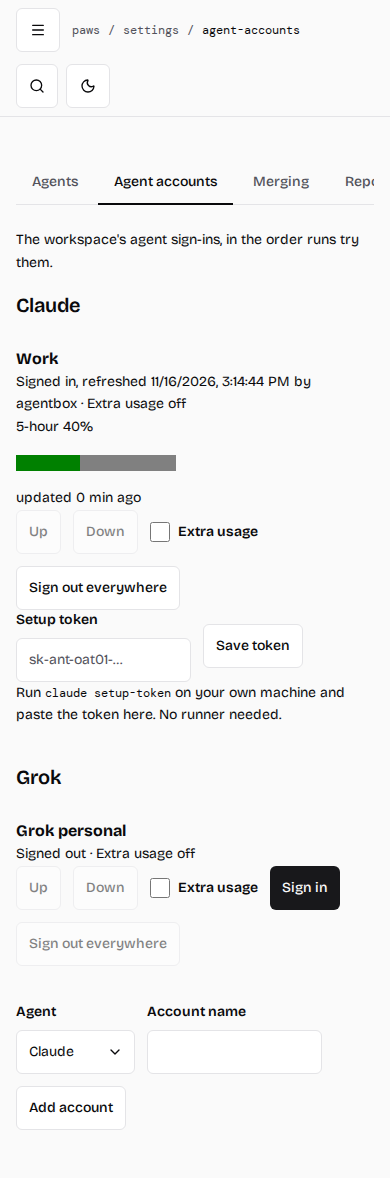 paws / settings / agent-accounts
Agents Agent accounts Merging Repo
The workspace's agent sign-ins, in the order runs try
them.
Claude
Work
Signed in, refreshed 11/16/2026, 3:14:44 PM by
agentbox · Extra usage off
5-hour 40%
updated 0 min ago
Up Down Extra usage
Sign out everywhere
Setup token
sk-ant-oat01-... Save token
Run claude setup-token on your own machine and
paste the token here. No runner needed.
Grok
Grok personal
Signed out · Extra usage off
Up Down Extra usage Sign in
Sign out everywhere
Agent Account name
Claude
Add account